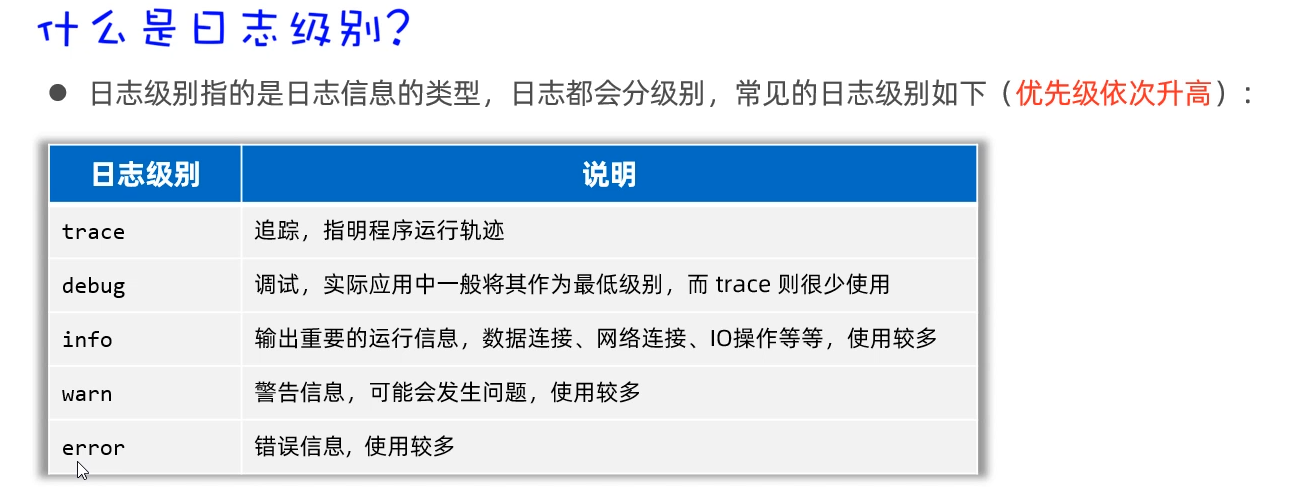 什么是日志级别?
● 日志级别指的是日志信息的类型，日志都会分级别，常见的日志级别如下（优先级依次升高）：
日志级别 说明
trace 追踪，指明程序运行轨迹
debug 调试，实际应用中一般将其作为最低级别，而 trace 则很少使用
info 输出重要的运行信息，数据连接、网络连接、IO操作等等，使用较多
warn 警告信息，可能会发生问题，使用较多
error 错误信息, 使用较多